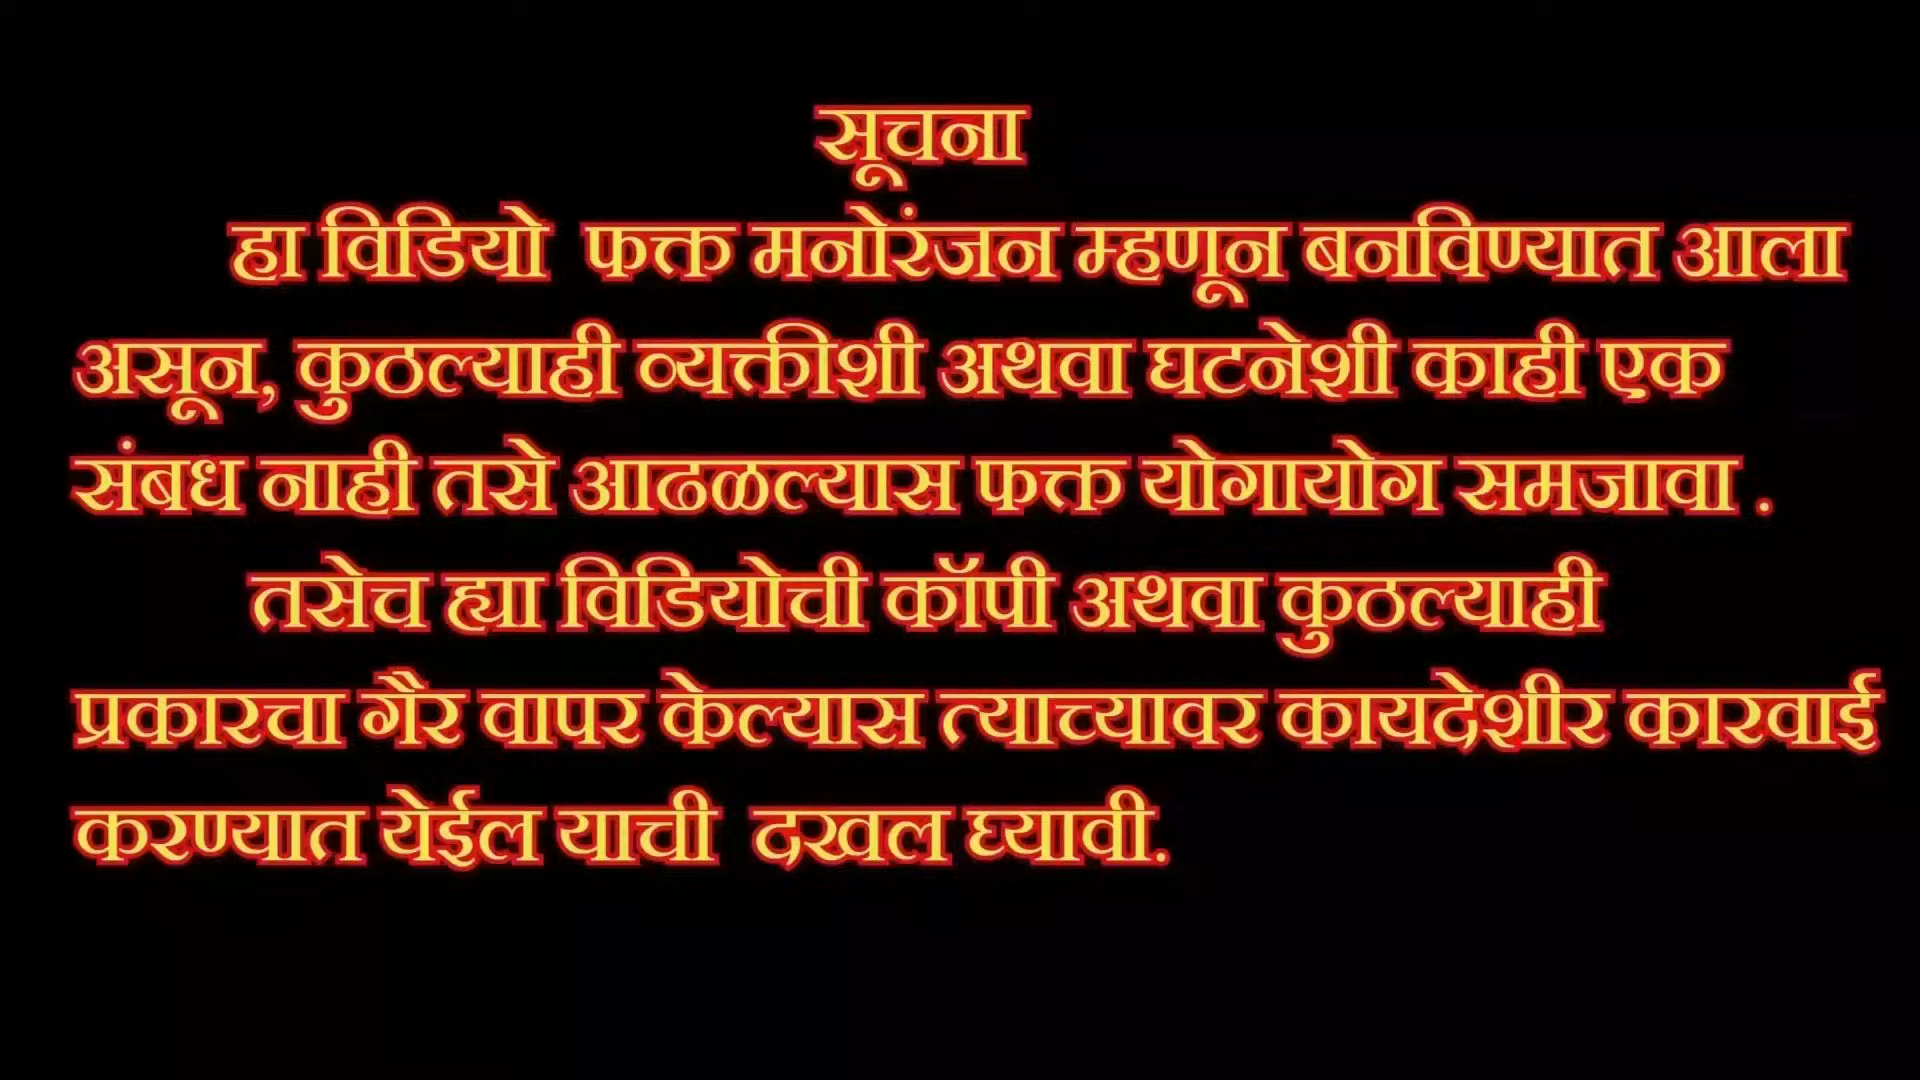 सूचना
हा विडियो फक्त मनोरंजन म्हणून बनविण्यात आला
असून, कुठल्याही व्यक्तीशी अथवा घटनेशी काही एक
संबध नाही तसे आढळल्यास फक्त योगायोग समजावा .
तसेच ह्या विडियोची कॉपी अथवा कुठल्याही
प्रकारचा गैर वापर केल्यास त्याच्यावर कायदेशीर कारवाई
करण्यात येईल याची दखल घ्यावी.